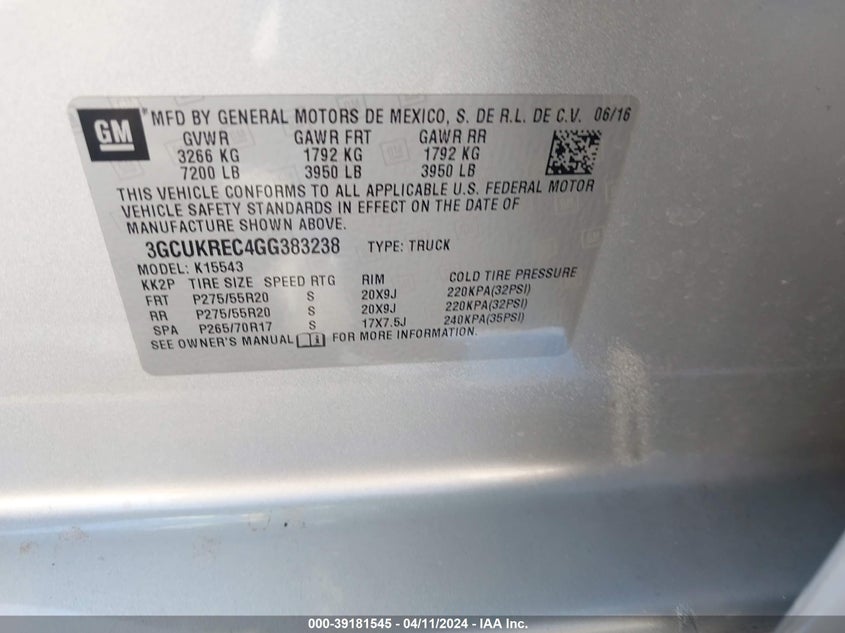 GM
MFD BY GENERAL MOTORS DE MEXICO, S. DE R.L. DE C.V. 06/16
GVWR GAWR FRT GAWR RR
3266 KG 1792 KG 1792 KG
7200 LB 3950 LB 3950 LB
THIS VEHICLE CONFORMS TO ALL APPLICABLE U.S. FEDERAL MOTOR
VEHICLE SAFETY STANDARDS IN EFFECT ON THE DATE OF
MANUFACTURE SHOWN ABOVE.
3GCUKREC4GG383238 TYPE: TRUCK
MODEL: K15543
KK2P TIRE SIZE SPEED RTG RIM COLD TIRE PRESSURE
FRT P275/55R20 S 20X9J 220KPA(32PSI)
RR P275/55R20 S 20X9J 220KPA(32PSI)
SPA P265/70R17 S 17X7.5J 240KPA(35PSI)
SEE OWNER'S MANUAL FOR MORE INFORMATION.
000-39181545 / 04/11/2024 - IAA Inc.